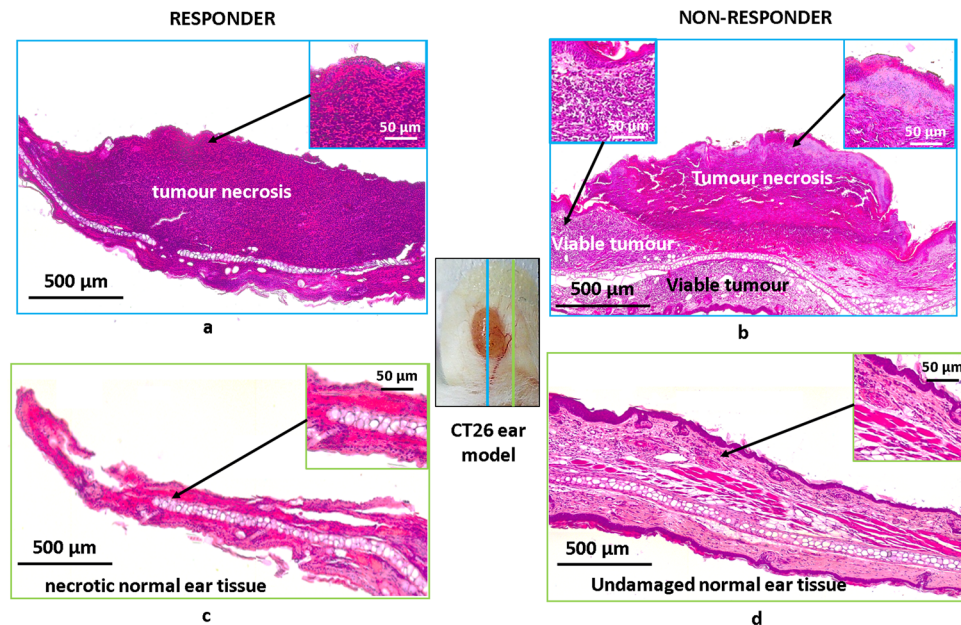 RESPONDER
NON-RESPONDER
50 µm
tumour necrosis
500 µm
a
50 µm
50 µm
Tumour necrosis
Viable tumour
Viable tumour
500 µm
b
CT26 ear
model
50 µm
500 µm
necrotic normal ear tissue
c
50 µm
500 µm
Undamaged normal ear tissue
d